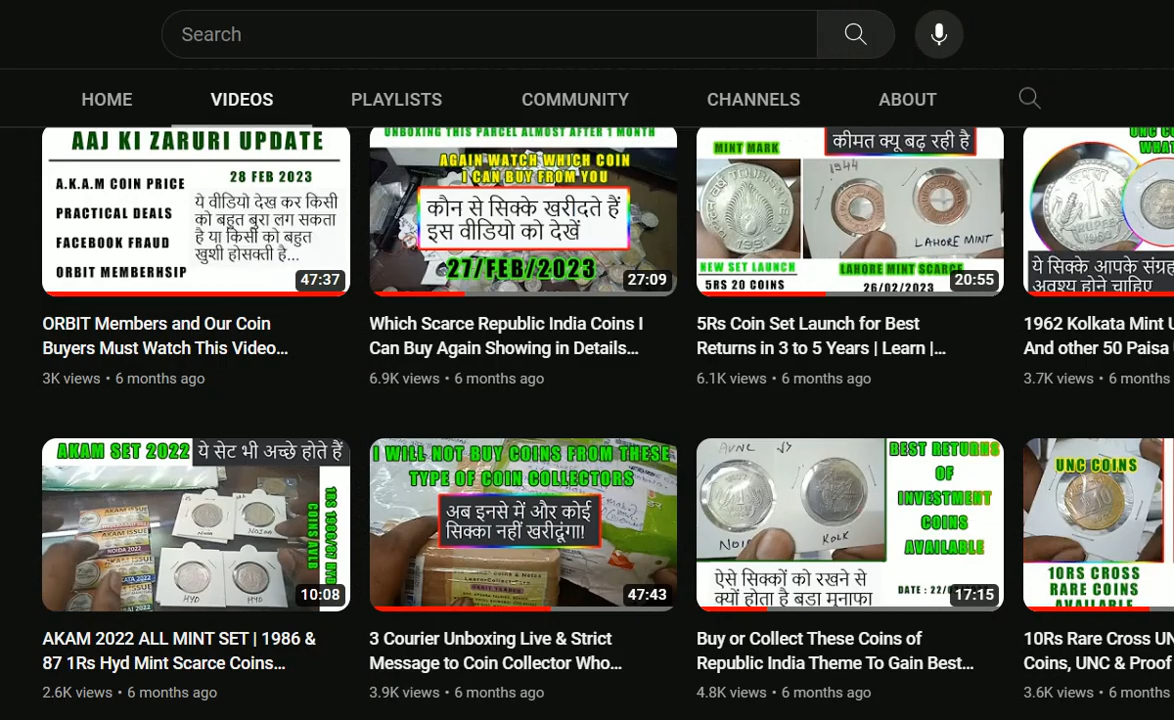 Search
HOME
VIDEOS
PLAYLISTS
COMMUNITY
CHANNELS
ABOUT
AAJ KI ZARURI UPDATE
28 FEB 2023
A.K.A.M COIN PRICE
PRACTICAL DEALS
FACEBOOK FRAUD
ORBIT MEMBERHSIP
ये वीडियो देख कर किसी
को बहुत बुरा लग सकता
है या किसी को बहुत
खुशी होसक्ती है...
47:37
ORBIT Members and Our Coin
Buyers Must Watch This Video...
3K views • 6 months ago
UNBOXING THIS PARCEL ALMOST AFTER 1 MONTH
AGAIN WATCH WHICH COIN
I CAN BUY FROM YOU
कौन से सिक्के खरीदते हैं
इस वीडियो को देखें
27/FEB/2023
27:09
Which Scarce Republic India Coins I
Can Buy Again Showing in Details...
6.9K views • 6 months ago
MINT MARK
कीमत क्यू बढ़ रही है
1944
LAHORE MINT
NEW SET LAUNCH
5RS 20 COINS
LAHORE MINT SCARCE
26/02/2023
20:55
5Rs Coin Set Launch for Best
Returns in 3 to 5 Years | Learn |...
6.1K views • 6 months ago
UNC CO
WHAT
ये सिक्के आपके संग्रह
अवश्य होने चाहिए
1962 Kolkata Mint U
And other 50 Paisa
3.7K views • 6 months
AKAM SET 2022
ये सेट भी अच्छे होते हैं
NOIDA
HYD
HYD
10:08
AKAM 2022 ALL MINT SET | 1986 &
87 1Rs Hyd Mint Scarce Coins...
2.6K views • 6 months ago
I WILL NOT BUY COINS FROM THESE
TYPE OF COIN COLLECTORS
अब इनसे में और कोई
सिक्का नहीं खरीदूंगा!
47:43
3 Courier Unboxing Live & Strict
Message to Coin Collector Who...
3.9K views • 6 months ago
KOLK
BEST RETURNS
OF
INVESTMENT
COINS
AVAILABLE
ऐसे सिक्कों को रखने से
क्यों होता है बड़ा मुनाफा
DATE : 22/
17:15
Buy or Collect These Coins of
Republic India Theme To Gain Best...
4.8K views • 6 months ago
UNC COINS
10RS CROSS
RARE COINS
AVAILABLE
10Rs Rare Cross UN
Coins, UNC & Proof
3.6K views • 6 months